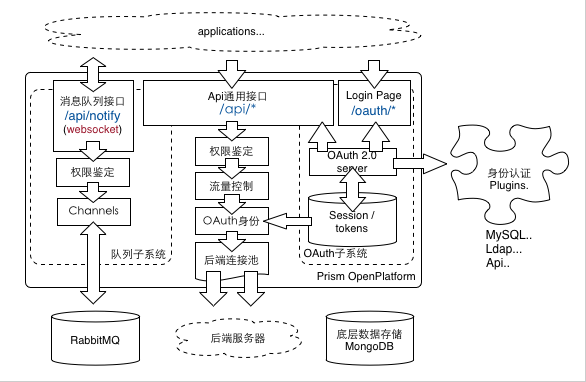 applications...
消息队列接口
/api/notify
(websocket)
Api通用接口
/api/*
Login Page
/oauth/*
权限鉴定
Channels
队列子系统
权限鉴定
流量控制
OAuth身份
后端连接池
OAuth 2.0
server
Session /
tokens
OAuth子系统
Prism OpenPlatform
身份认证
Plugins.
MySQL..
Ldap...
Api..
RabbitMQ
后端服务器
底层数据存储
MongoDB